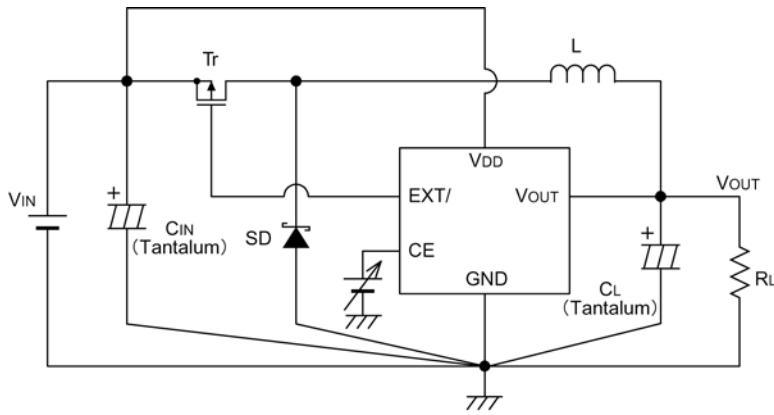 Tr
L
VDD
EXT/
VOUT
VOUT
VIN
+
CIN
(Tantalum)
SD
CE
GND
+
CL
(Tantalum)
RL